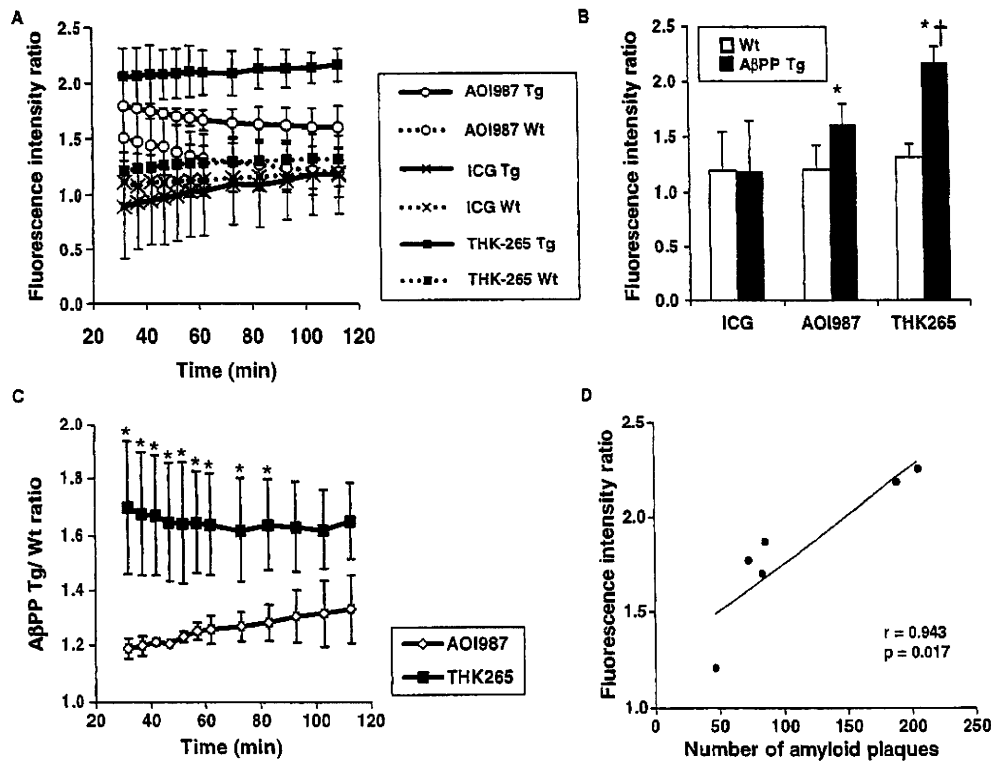 A
Fluorescence intensity ratio
2.5
2.0
1.5
1.0
0.5
0.0
20 40 60 80 100 120
Time (min)
AOI987 Tg
AOI987 Wt
ICG Tg
ICG Wt
THK-265 Tg
THK-265 Wt
B
Fluorescence intensity ratio
2.5
2.0
1.5
1.0
0.5
0.0
Wt
AβPP Tg
*
* †
ICG AOI987 THK265
C
AβPP Tg/ Wt ratio
2.0
1.8
1.6
1.4
1.2
1.0
* * * * * * * * *
20 40 60 80 100 120
Time (min)
AOI987
THK265
D
Fluorescence intensity ratio
2.5
2.0
1.5
1.0
r = 0.943
p = 0.017
0 50 100 150 200 250
Number of amyloid plaques